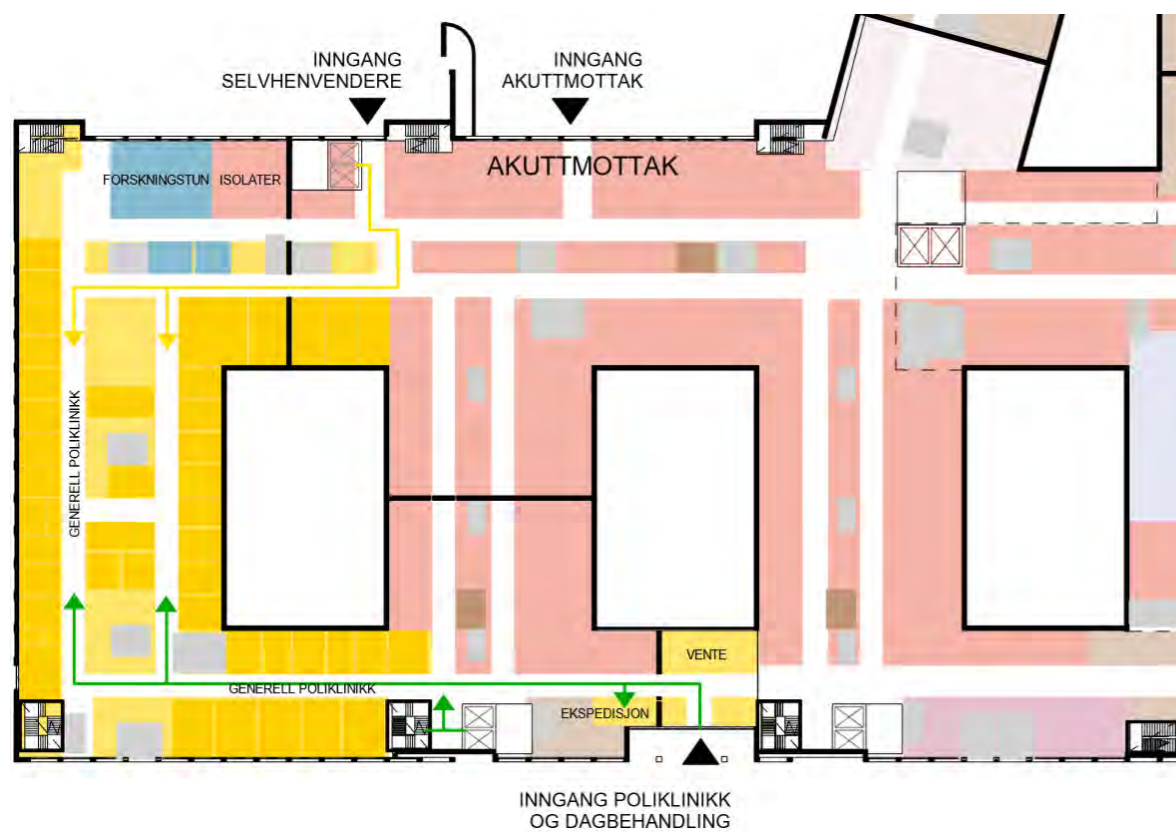 INNGANG
SELVHENVENDERE
INNGANG
AKUTTMOTTAK
AKUTTMOTTAK
FORSKNINGSTUN
ISOLATER
GENERELL POLIKLINIKK
VENTE
GENERELL POLIKLINIKK
EKSPEDISJON
INNGANG POLIKLINIKK
OG DAGBEHANDLING